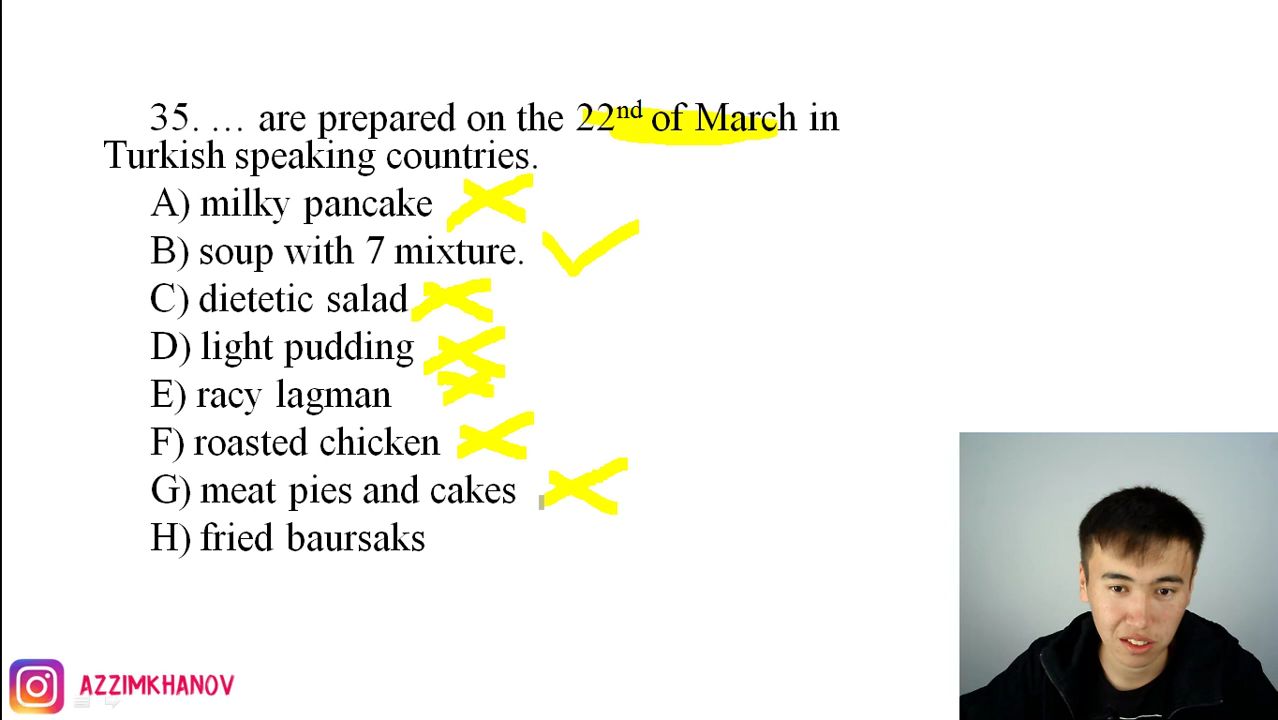 35. … are prepared on the 22nd of March in
Turkish speaking countries.
A) milky pancake
B) soup with 7 mixture.
C) dietetic salad
D) light pudding
E) racy lagman
F) roasted chicken
G) meat pies and cakes
H) fried baursaks
AZZIMKHANOV